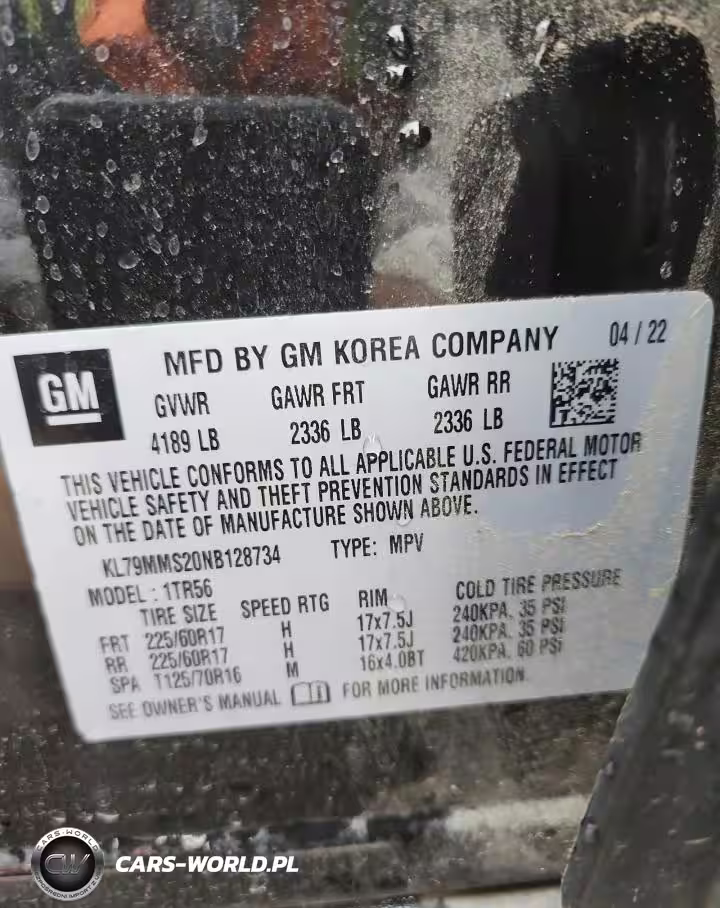 GM
MFD BY GM KOREA COMPANY 04 / 22
GVWR GAWR FRT GAWR RR
4189 LB 2336 LB 2336 LB
THIS VEHICLE CONFORMS TO ALL APPLICABLE U.S. FEDERAL MOTOR
VEHICLE SAFETY AND THEFT PREVENTION STANDARDS IN EFFECT
ON THE DATE OF MANUFACTURE SHOWN ABOVE.
KL79MMS20NB128734 TYPE: MPV
MODEL : 1TR56
TIRE SIZE SPEED RTG RIM COLD TIRE PRESSURE
FRT 225/60R17 H 17x7.5J 240KPA, 35 PSI
RR 225/60R17 H 17x7.5J 240KPA, 35 PSI
SPA T125/70R16 M 16x4.0BT 420KPA, 60 PSI
SEE OWNER'S MANUAL FOR MORE INFORMATION.
CARS-WORLD
CW
CARS-WORLD.PL